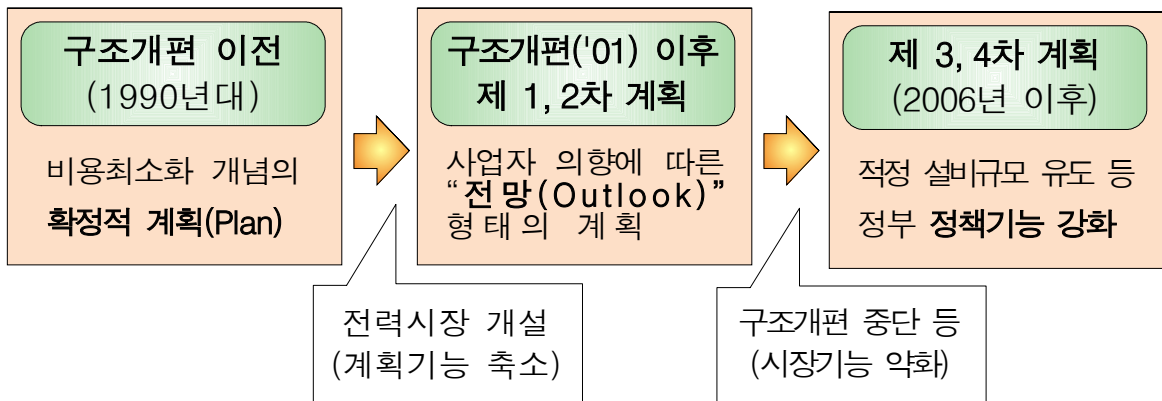 구조개편 이전
(1990년대)
비용최소화 개념의
확정적 계획(Plan)
구조개편('01) 이후
제 1, 2차 계획
사업자 의향에 따른
“전망(Outlook)”
형태의 계획
제 3, 4차 계획
(2006년 이후)
적정 설비규모 유도 등
정부 정책기능 강화
전력시장 개설
(계획기능 축소)
구조개편 중단 등
(시장기능 약화)